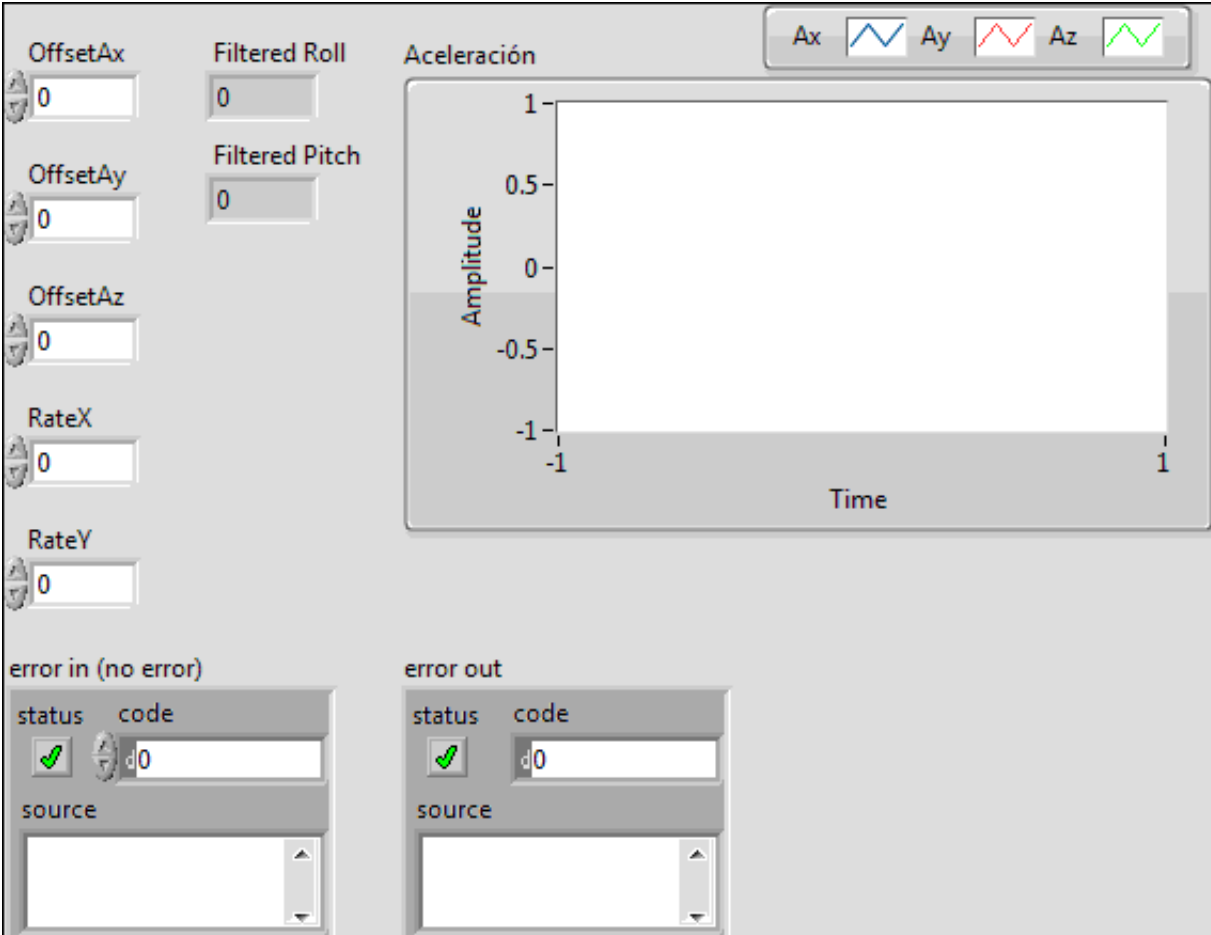 OffsetAx
0
OffsetAy
0
OffsetAz
0
RateX
0
RateY
0
Filtered Roll
0
Filtered Pitch
0
Aceleración
Ax Ay Az
1
0.5
0
-0.5
-1
Amplitude
-1 1
Time
error in (no error)
status code
d0
source
error out
status code
d0
source